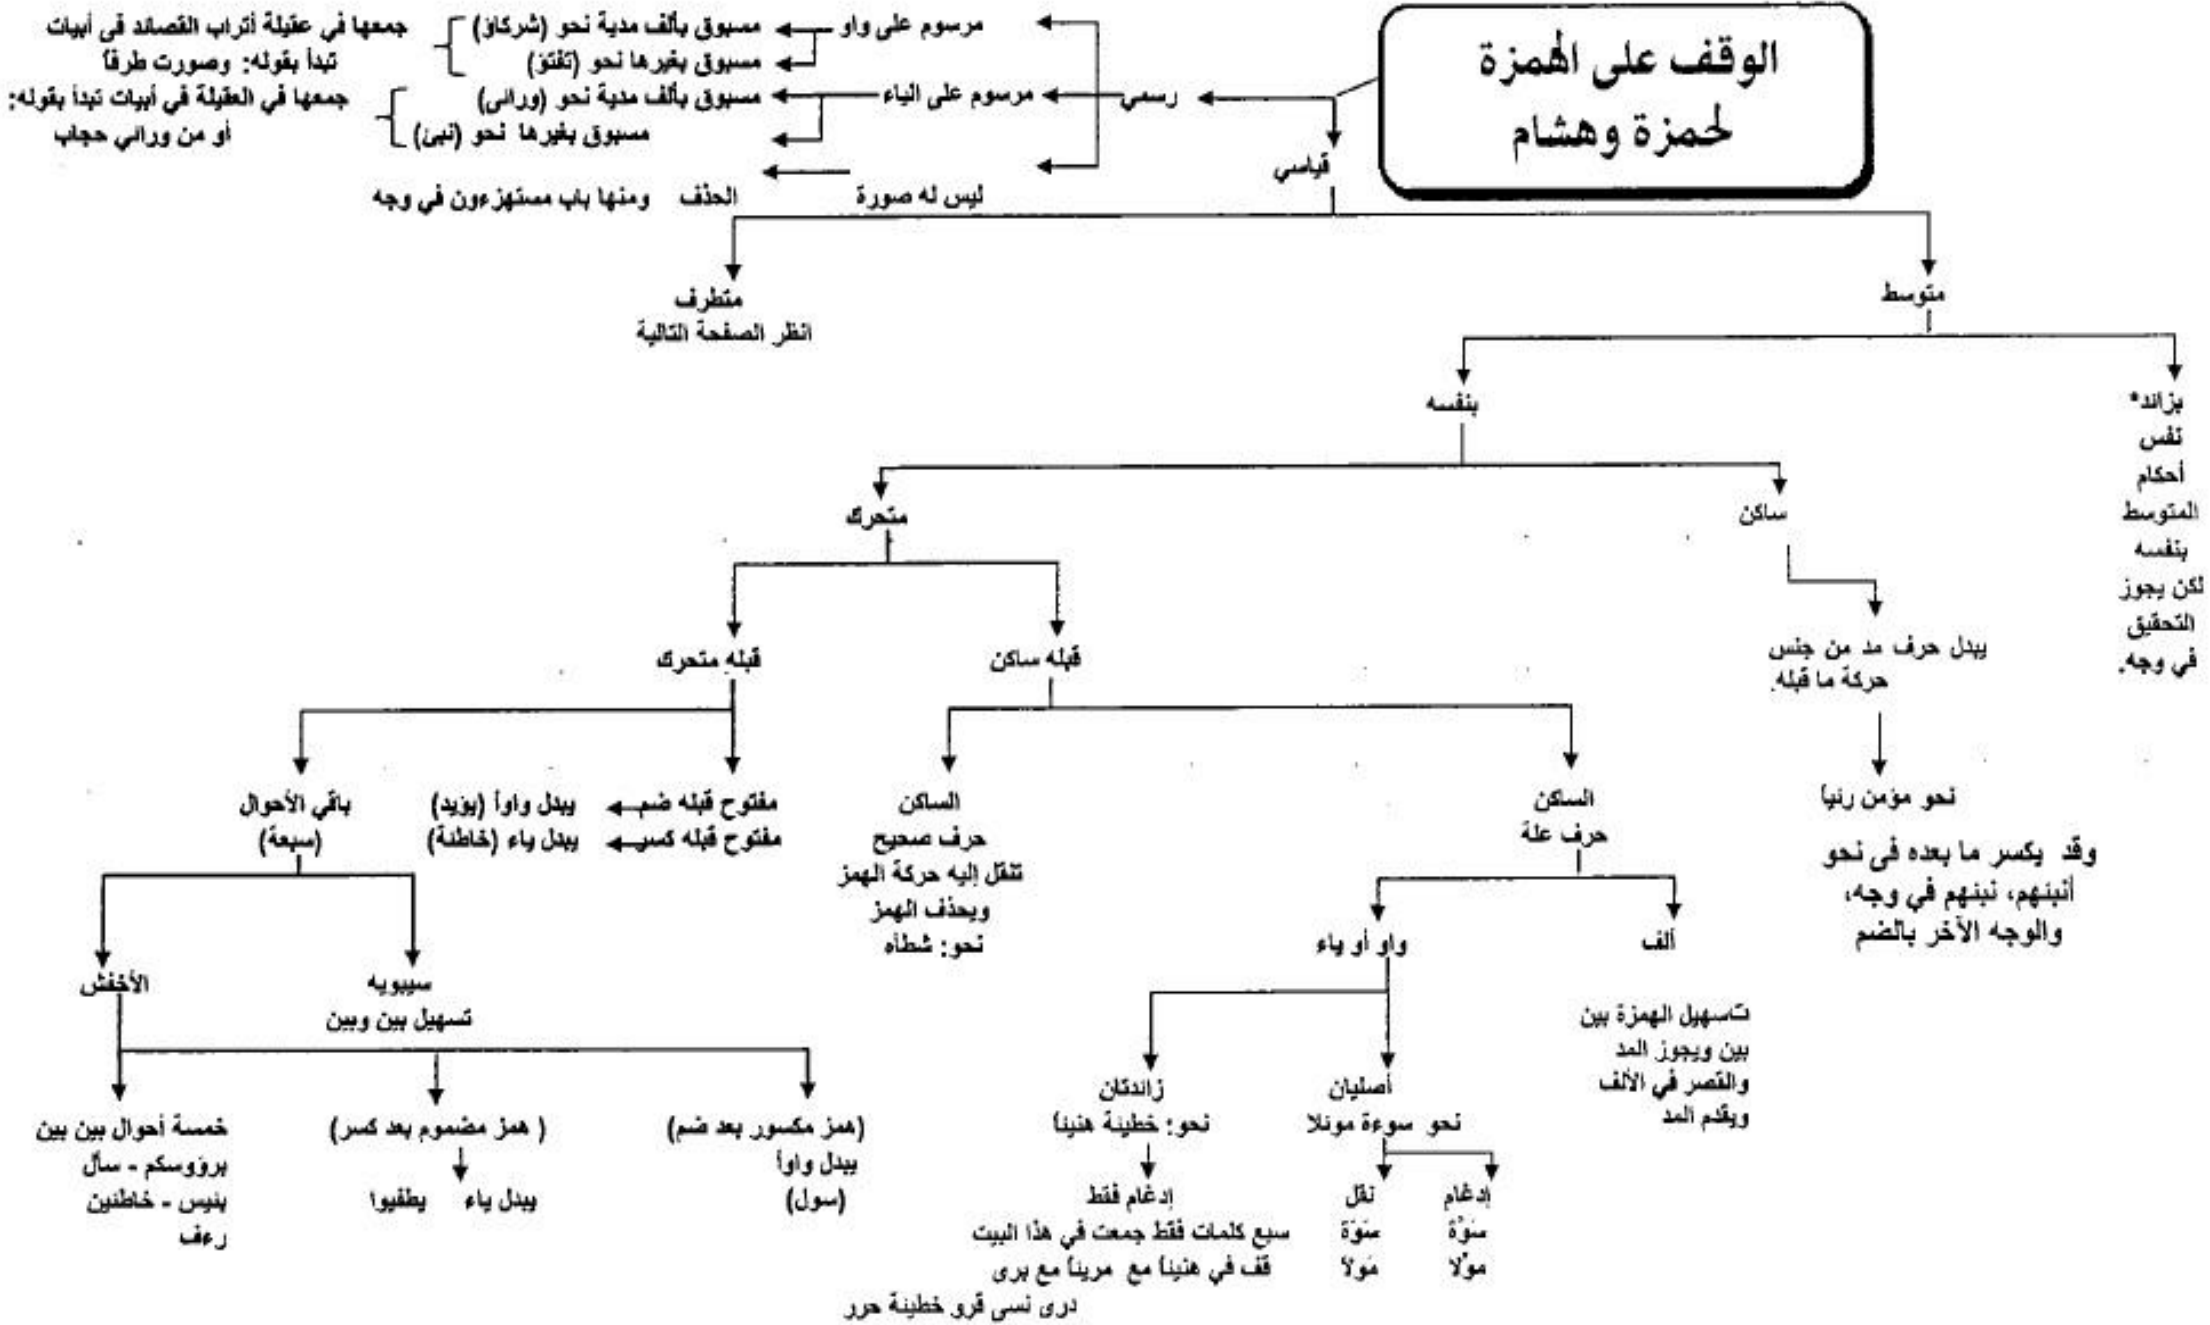 الوقف على الهمزة
لحمزة وهشام
رسمي
مرسوم على واو
مسبوق بألف مدية نحو (شركاؤ)
مسبوق بغيرها نحو (تفتؤ)
جمعها في عقيلة أتراب القصائد في أبيات
تبدأ بقوله: وصورت طرفاً
مرسوم على الياء
مسبوق بألف مدية نحو (ورائ)
مسبوق بغيرها نحو (نبئ)
جمعها في العقيلة في أبيات تبدأ بقوله:
أو من ورائي حجاب
ليس له صورة
الحذف ومنها باب مستهزءون في وجه
قياسي
متوسط
متطرف
انظر الصفحة التالية
بزائد*
نفس
أحكام
المتوسط
بنفسه
لكن يجوز
التحقيق
في وجه.
بنفسه
ساكن
متحرك
يبدل حرف مد من جنس
حركة ما قبله.
نحو مؤمن رئيا
وقد يكسر ما بعده في نحو
أنبئهم، نبئهم في وجه،
والوجه الآخر بالضم
قبله ساكن
قبله متحرك
الساكن
حرف علة
الساكن
حرف صحيح
تنقل إليه حركة الهمز
ويحذف الهمز
نحو: شطأه
مفتوح قبله ضم يبدل واوا (يؤيد)
مفتوح قبله كسر يبدل ياء (خاطئة)
باقي الأحوال
(سبعة)
ألف
تاسهيل الهمزة بين
بين ويجوز المد
والقصر في الألف
ويقدم المد
واو أو ياء
أصليان
نحو سوءة موئلا
إدغام
سَوَّة
موِّلا
نقل
سَوَة
مَوِلا
زائدتان
نحو: خطيئة هنيئا
إدغام فقط
سبع كلمات فقط جمعت في هذا البيت
قف في هنيئا مع مريئا مع برى
درى نسى قرو خطيئة حرر
سيبويه
تسهيل بين وبين
الأخفش
(همز مكسور بعد ضم)
يبدل واوا
(سول)
( همز مضموم بعد كسر)
يبدل ياء يطفيوا
خمسة أحوال بين بين
برؤوسكم - سأل
بئيس - خاطئين
رءف